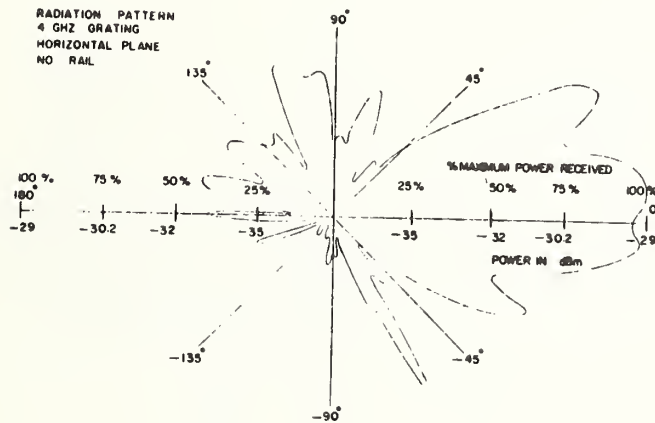 RADIATION PATTERN
4 GHZ GRATING
HORIZONTAL PLANE
NO RAIL
90°
135°
45°
% MAXIMUM POWER RECEIVED
100 % 75 % 50 % 25 % 25 % 50 % 75 % 100 %
180° 0
-29 -30.2 -32 -35 -35 -32 -30.2 -29
POWER IN dBm
-135°
-45°
-90°